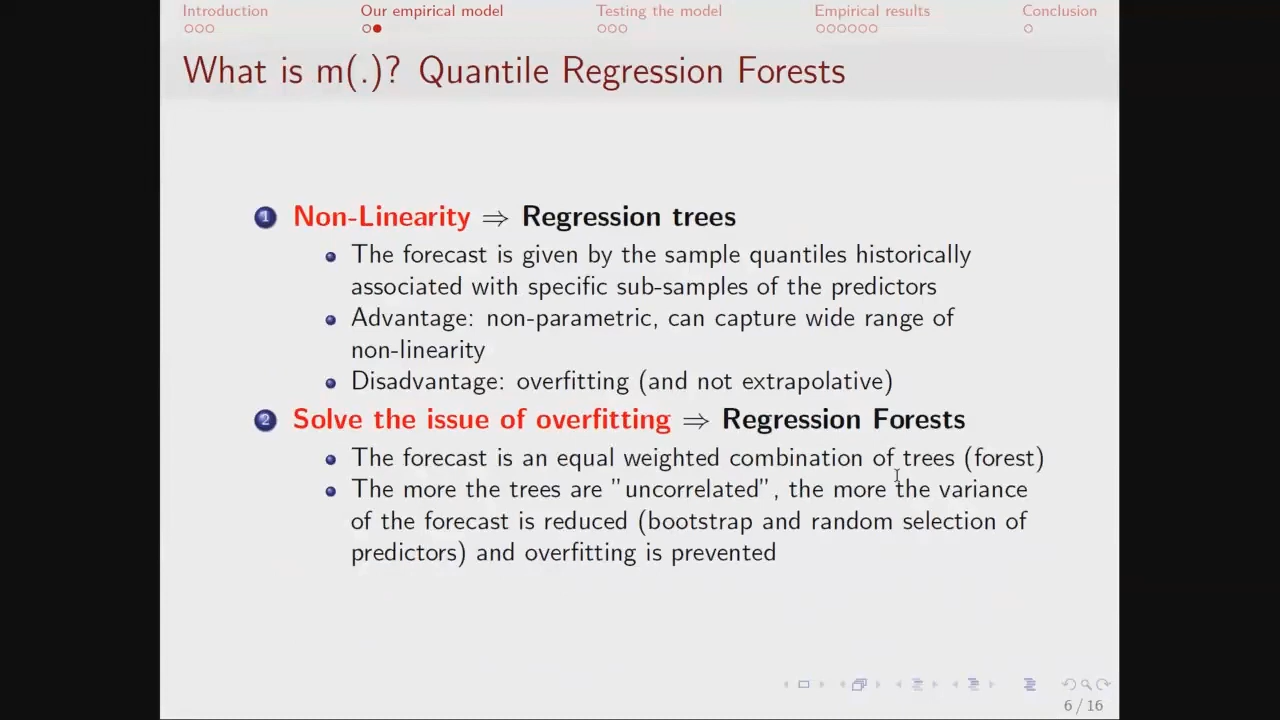 Introduction Our empirical model Testing the model Empirical results Conclusion
What is m(.)? Quantile Regression Forests
1 Non-Linearity ⇒ Regression trees
The forecast is given by the sample quantiles historically
associated with specific sub-samples of the predictors
Advantage: non-parametric, can capture wide range of
non-linearity
Disadvantage: overfitting (and not extrapolative)
2 Solve the issue of overfitting ⇒ Regression Forests
The forecast is an equal weighted combination of trees (forest)
The more the trees are "uncorrelated", the more the variance
of the forecast is reduced (bootstrap and random selection of
predictors) and overfitting is prevented
6 / 16